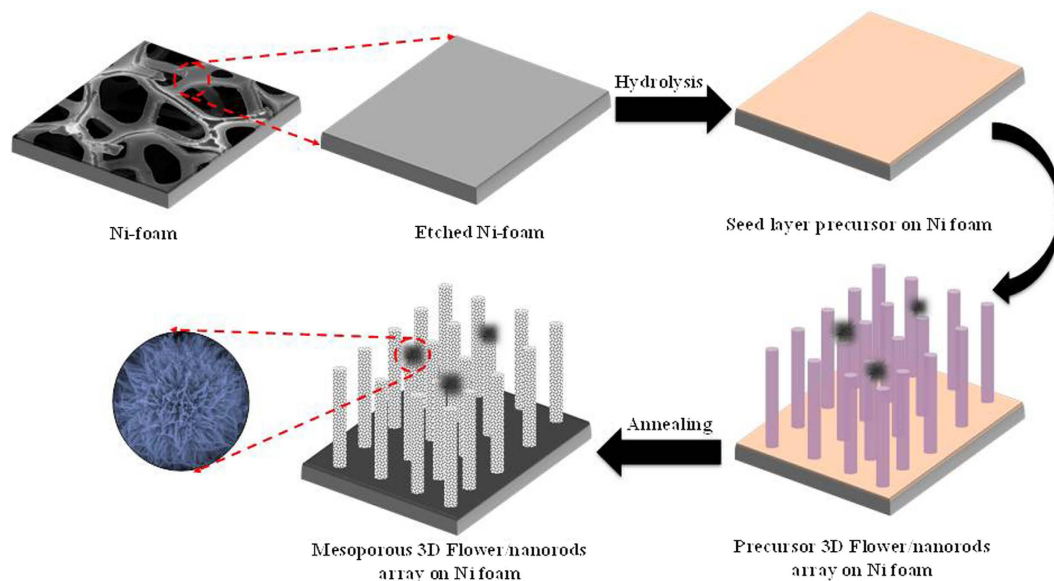 Hydrolysis
Ni-foam
Etched Ni-foam
Seed layer precursor on Ni foam
Annealing
Mesoporous 3D Flower/nanorods
array on Ni foam
Precursor 3D Flower/nanorods
array on Ni foam